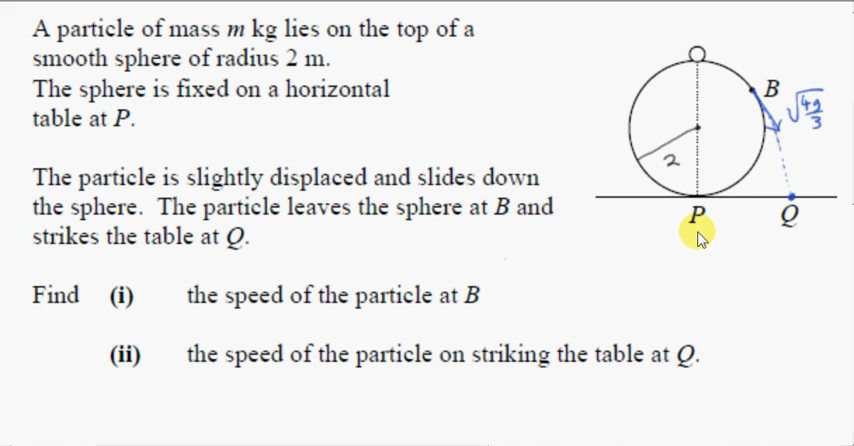 A particle of mass m kg lies on the top of a
smooth sphere of radius 2 m.
The sphere is fixed on a horizontal
table at P.
The particle is slightly displaced and slides down
the sphere. The particle leaves the sphere at B and
strikes the table at Q.
Find (i) the speed of the particle at B
(ii) the speed of the particle on striking the table at Q.
B
√4g/3
2
P
Q